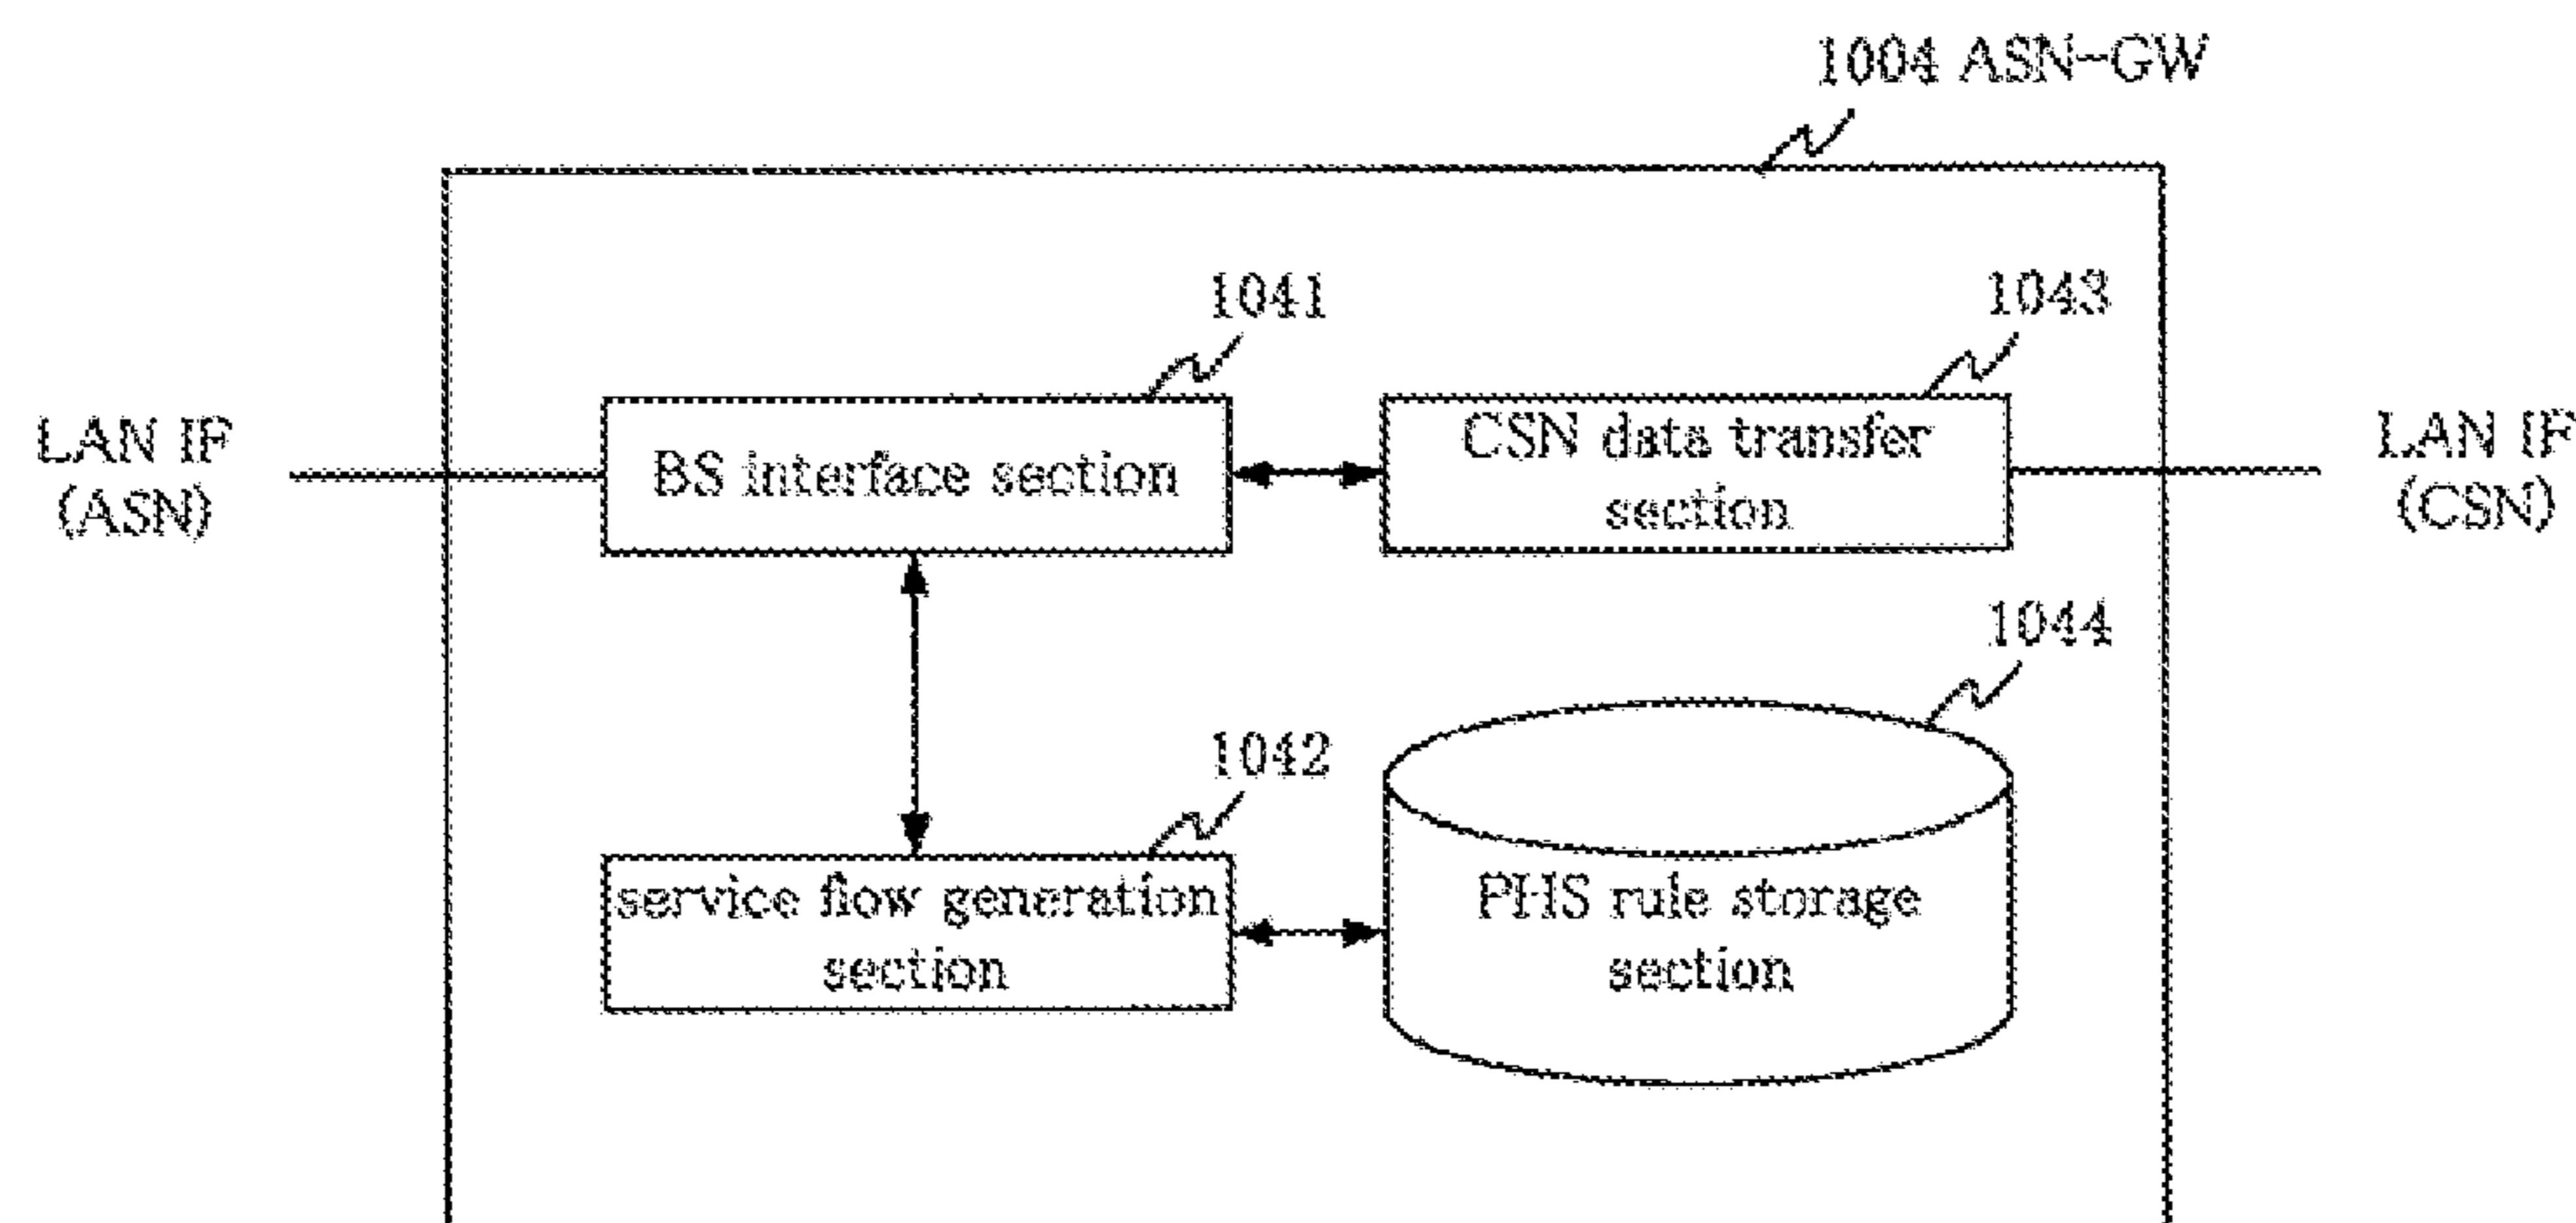 1004 ASN-GW
1041
1043
LAN IF
(ASN)
BS interface section
CSN data transfer
section
LAN IF
(CSN)
1044
1042
service flow generation
section
PHS rule storage
section